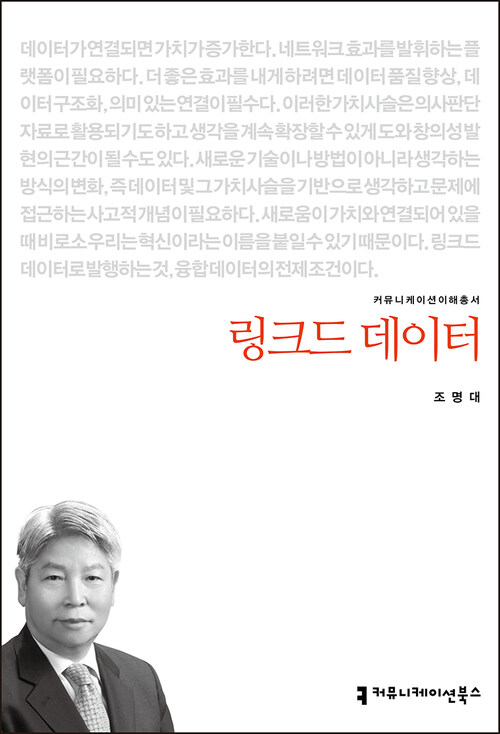 데이터가 연결되면 가치가 증가한다. 네트워크 효과를 발휘하는 플
랫폼이 필요하다. 더 좋은 효과를 내게 하려면 데이터 품질 향상, 데
이터 구조화, 의미 있는 연결이 필수다. 이러한 가치사슬은 의사판단
자료로 활용되기도 하고 생각을 계속 확장할 수 있게 도와 창의성 발
현의 근간이 될 수도 있다. 새로운 기술이나 방법이 아니라 생각하는
방식의 변화, 즉 데이터 및 그 가치사슬을 기반으로 생각하고 문제에
접근하는 사고적 개념이 필요하다. 새로움이 가치와 연결되어 있을
때 비로소 우리는 혁신이라는 이름을 붙일 수 있기 때문이다. 링크드
데이터로 발행하는 것, 융합 데이터의 전제 조건이다.
커뮤니케이션이해총서
링크드 데이터
조명대
커뮤니케이션북스